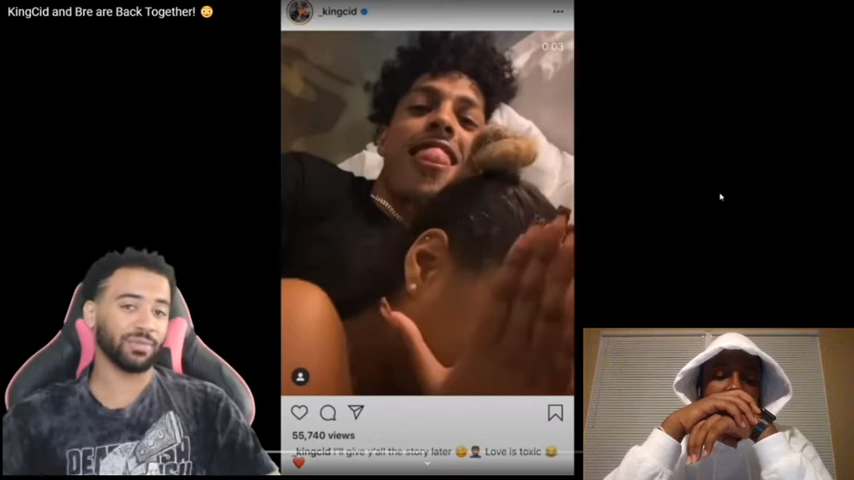 KingCid and Bre are Back Together! 😳
_kingcid
0:03
55,740 views
_kingcid I'll give y'all the story later 😀🤦🏾‍♂️ Love is toxic 😂
❤️